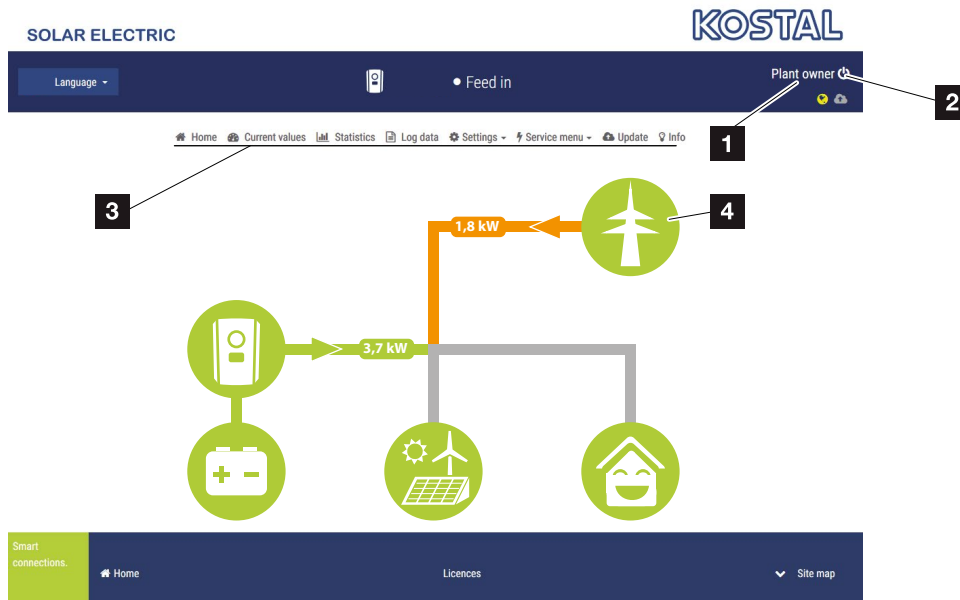 SOLAR ELECTRIC
KOSTAL
Language
Feed in
Plant owner
2
Home Current values Statistics Log data Settings Service menu Update Info
1
3
4
1,8 kW
3,7 kW
Smart
connections.
Home
Licences
Site map